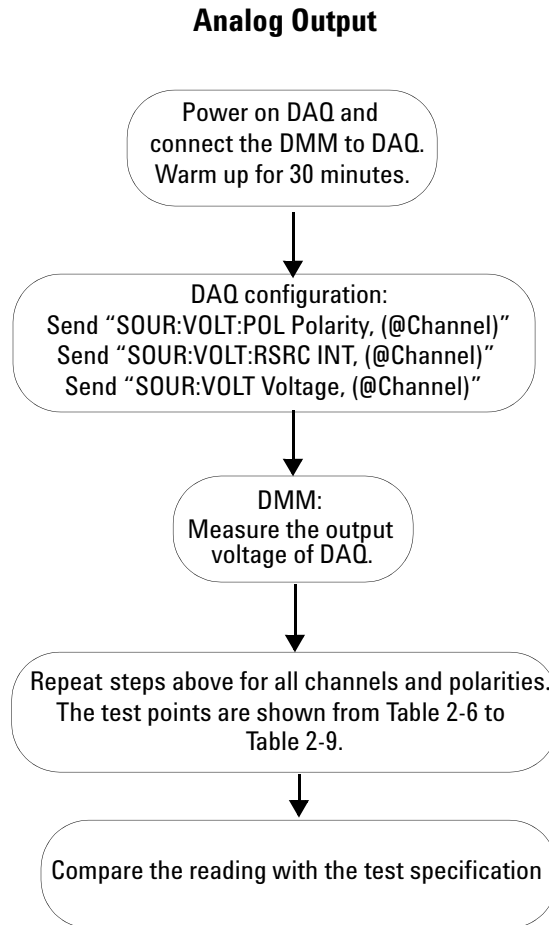 Analog Output
Power on DAQ and
connect the DMM to DAQ.
Warm up for 30 minutes.
DAQ configuration:
Send “SOUR:VOLT:POL Polarity, (@Channel)”
Send “SOUR:VOLT:RSRC INT, (@Channel)”
Send “SOUR:VOLT Voltage, (@Channel)”
DMM:
Measure the output
voltage of DAQ.
Repeat steps above for all channels and polarities.
The test points are shown from Table 2-6 to
Table 2-9.
Compare the reading with the test specification